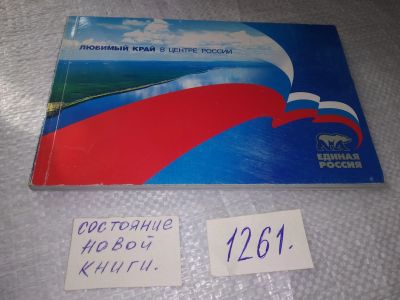 ЛЮБИМЫЙ КРАЙ В ЦЕНТРЕ РОССИИ
ЕДИНАЯ
РОССИЯ
СОСТОЯНИЕ
НОВОЙ
КНИГИ.
1261.